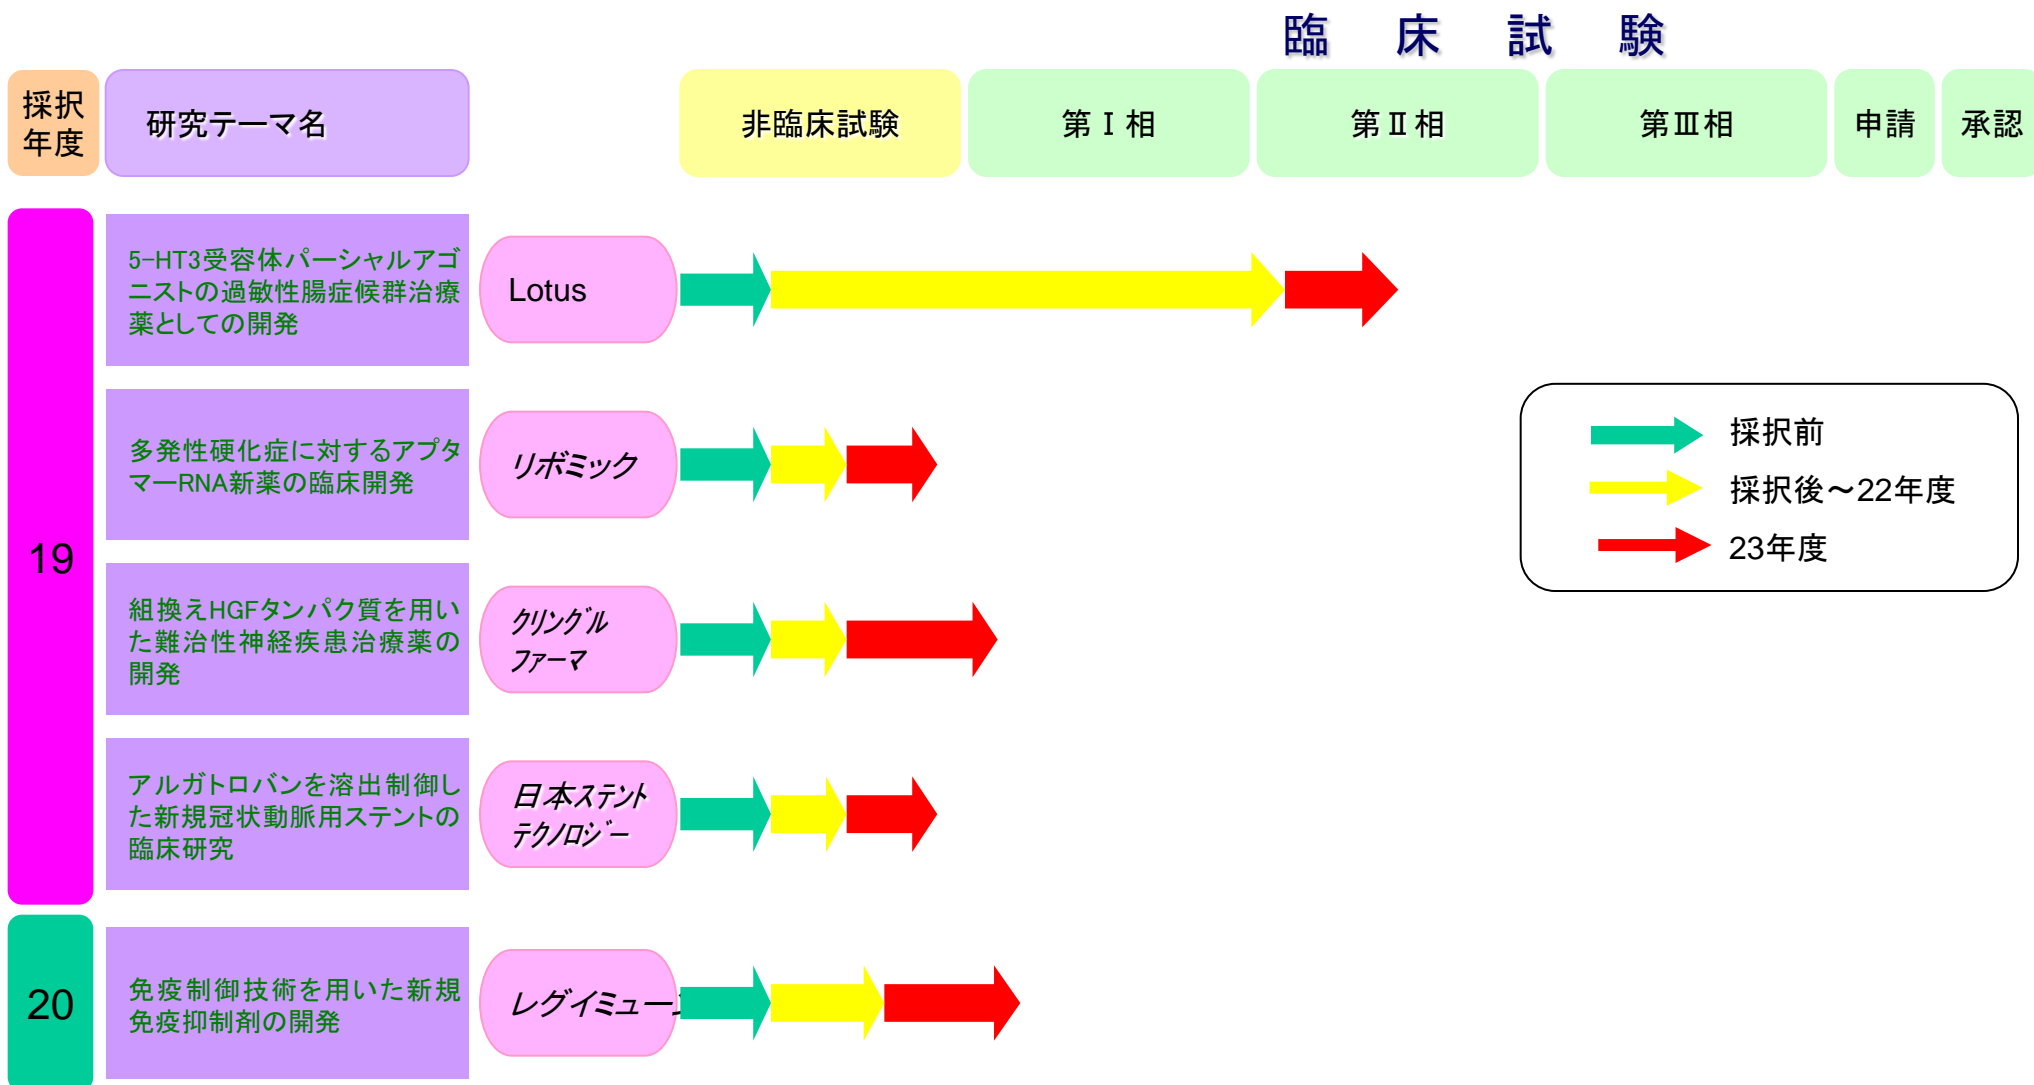 臨床試験
採択
年度
研究テーマ名
非臨床試験
第Ⅰ相
第Ⅱ相
第Ⅲ相
申請
承認
19
5-HT3受容体パーシャルアゴ
ニストの過敏性腸症候群治療
薬としての開発
Lotus
多発性硬化症に対するアプタ
マーRNA新薬の臨床開発
リボミック
採択前
採択後～22年度
23年度
組換えHGFタンパク質を用い
た難治性神経疾患治療薬の
開発
クリングル
ファーマ
アルガトロバンを溶出制御し
た新規冠状動脈用ステントの
臨床研究
日本ステント
テクノロジー
20
免疫制御技術を用いた新規
免疫抑制剤の開発
レグイミューン